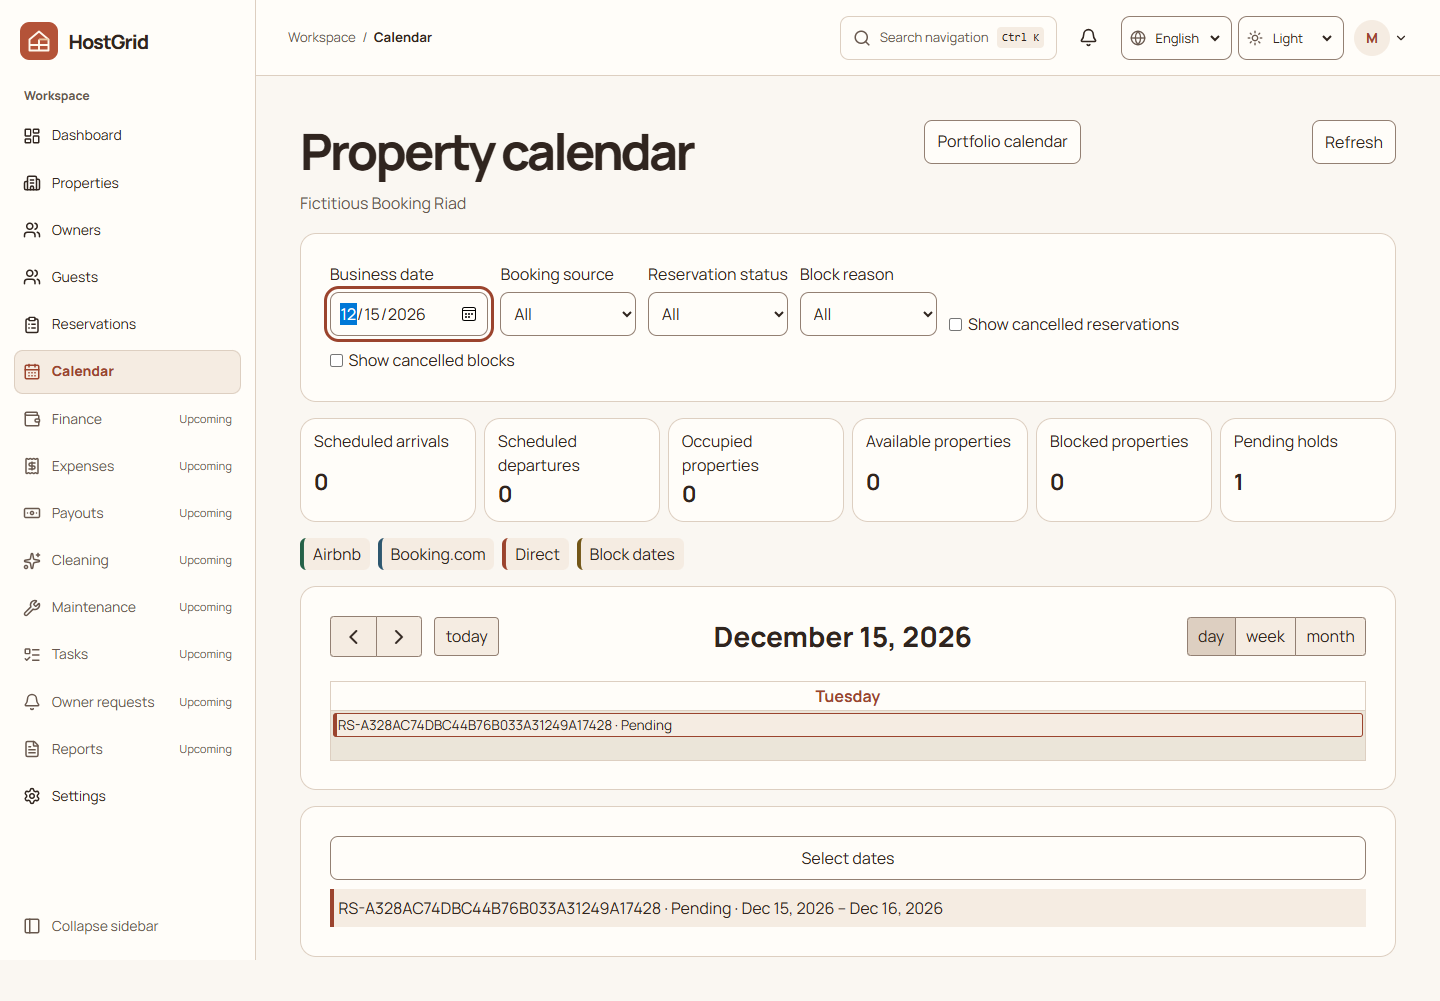 HostGrid
Workspace / Calendar
Search navigation Ctrl K
English
Light
M
Workspace
Dashboard
Properties
Owners
Guests
Reservations
Calendar
Finance Upcoming
Expenses Upcoming
Payouts Upcoming
Cleaning Upcoming
Maintenance Upcoming
Tasks Upcoming
Owner requests Upcoming
Reports Upcoming
Settings
Collapse sidebar
Property calendar
Portfolio calendar
Refresh
Fictitious Booking Riad
Business date
12/15/2026
Booking source
All
Reservation status
All
Block reason
All
Show cancelled reservations
Show cancelled blocks
Scheduled arrivals
0
Scheduled
departures
0
Occupied
properties
0
Available properties
0
Blocked properties
0
Pending holds
1
Airbnb
Booking.com
Direct
Block dates
today
December 15, 2026
day
week
month
Tuesday
RS-A328AC74DBC44B76B033A31249A17428 · Pending
Select dates
RS-A328AC74DBC44B76B033A31249A17428 · Pending · Dec 15, 2026 – Dec 16, 2026